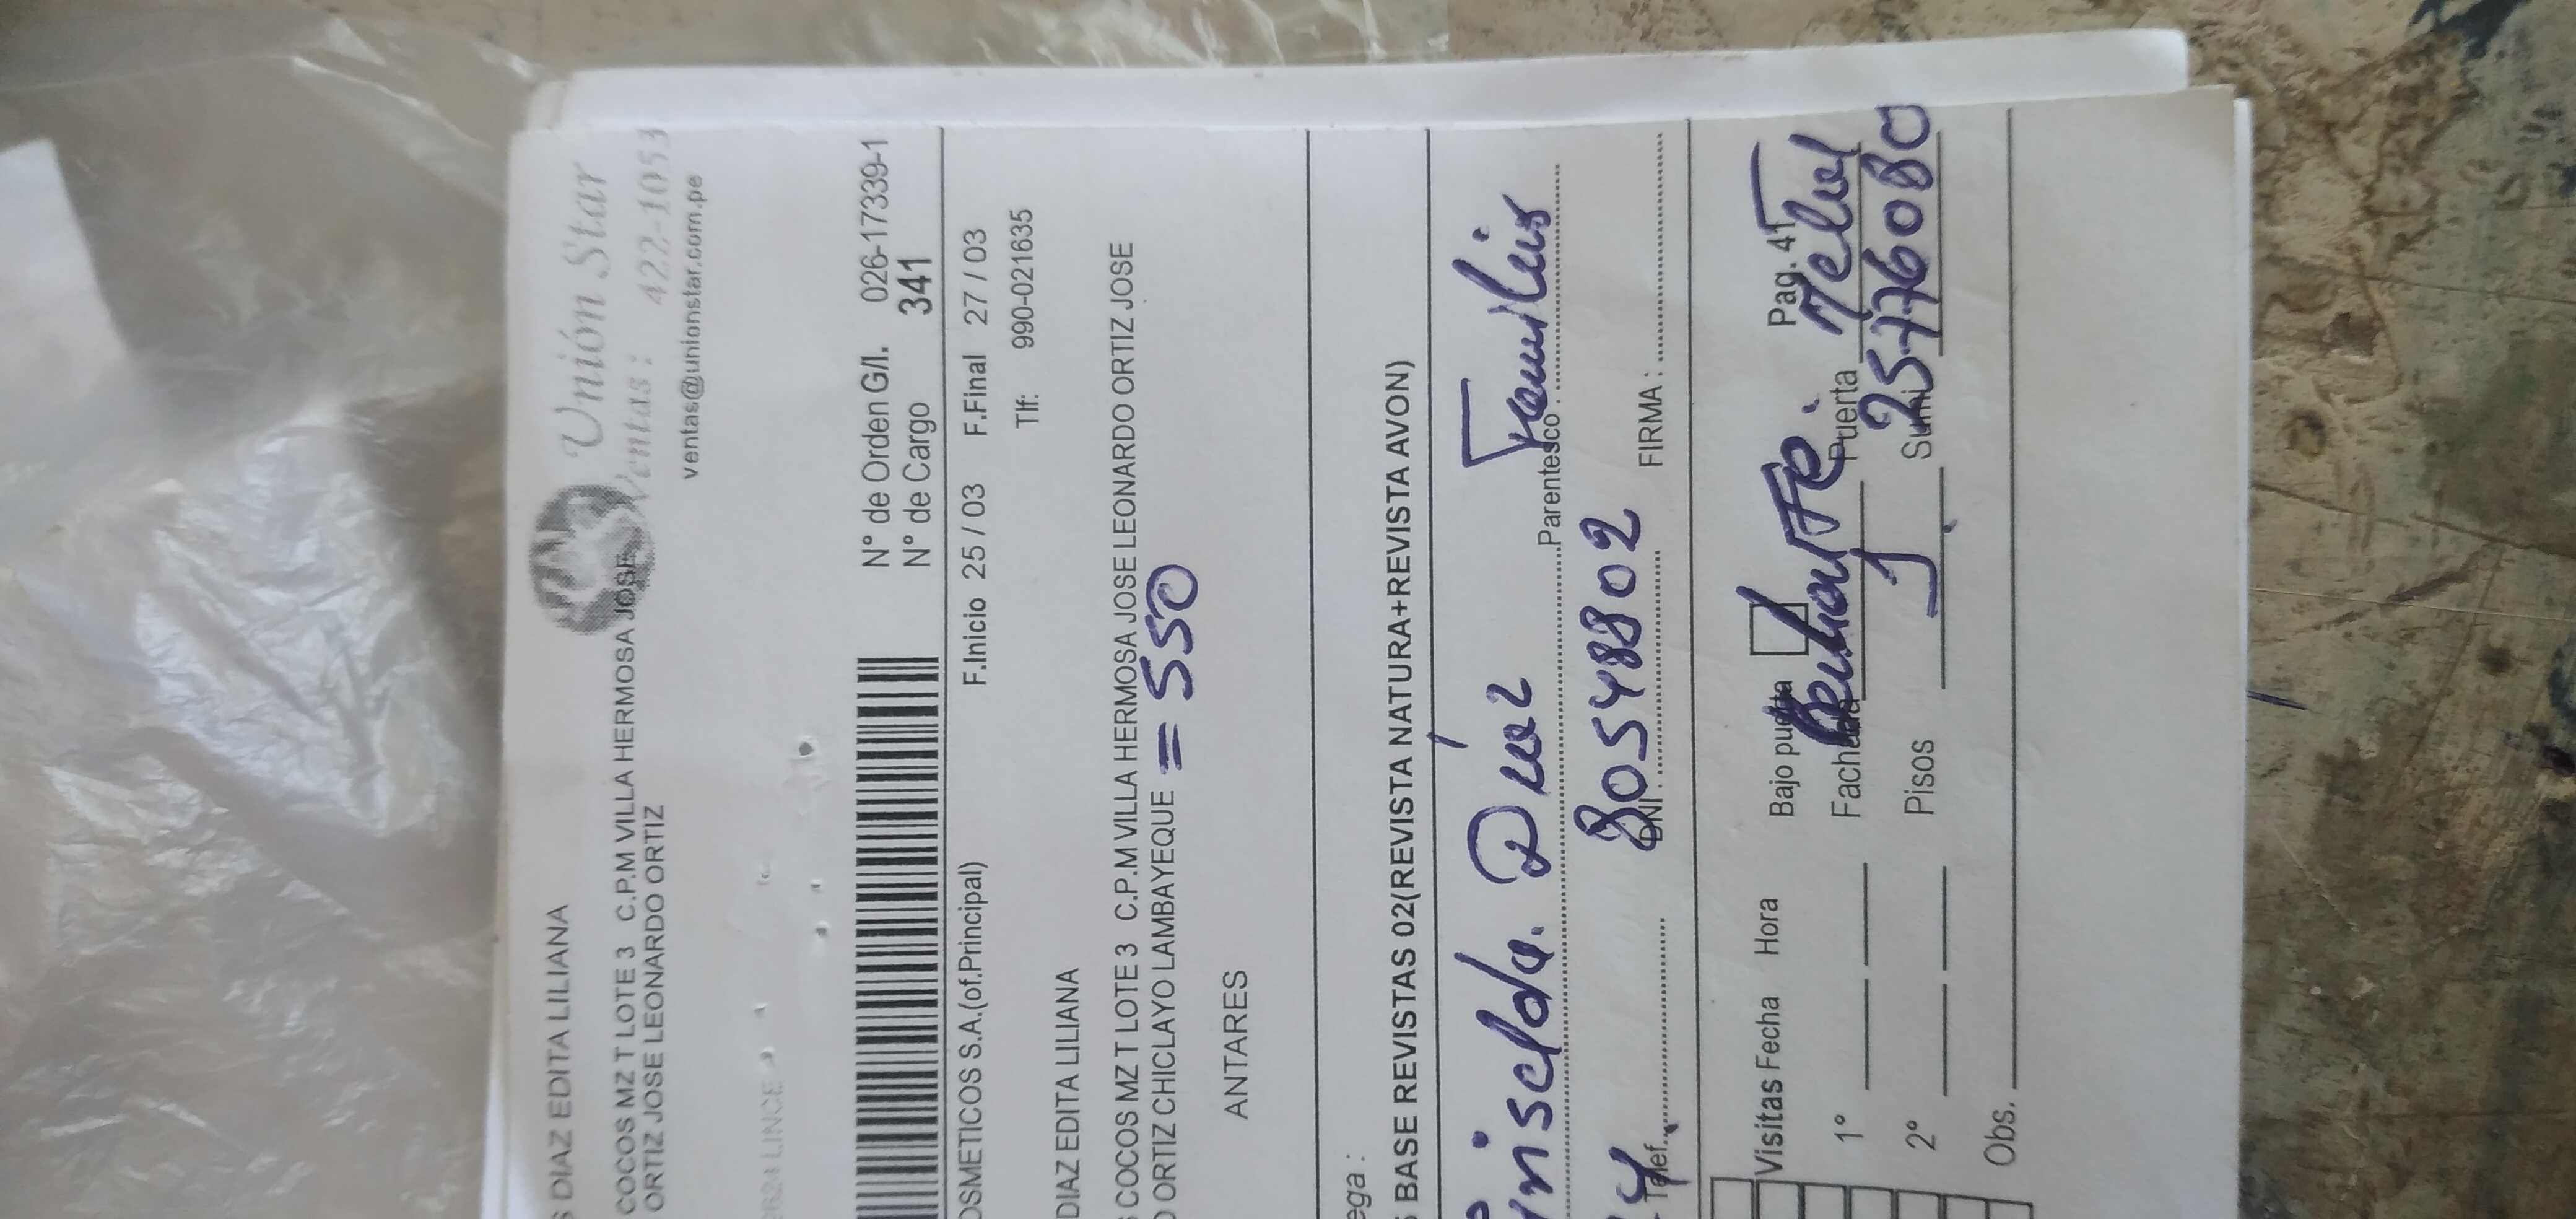 Unión Star
Ventas: 422-1053
ventas@unionstar.com.pe
DIAZ EDITA LILIANA
COCOS MZ T LOTE 3 C.P.M VILLA HERMOSA JOSE
ORTIZ JOSE LEONARDO ORTIZ
LINCE
N° de Orden G/I. 026-17339-1
N° de Cargo 341
OSMETICOS S.A.(of.Principal) F.Inicio 25 / 03 F.Final 27 / 03
Tlf: 990-021635
DIAZ EDITA LILIANA
COCOS MZ T LOTE 3 C.P.M VILLA HERMOSA JOSE LEONARDO ORTIZ JOSE
ORTIZ CHICLAYO LAMBAYEQUE = 550
ANTARES
ega :
BASE REVISTAS 02(REVISTA NATURA+REVISTA AVON)
Díaz Parentesco : Familia
Telef. DNI : 80548802 FIRMA :
Visitas Fecha Hora Bajo puerta Pag. 41
1° Fachada Puerta Metal
2° Pisos 1 Sumi 25776080
Obs.